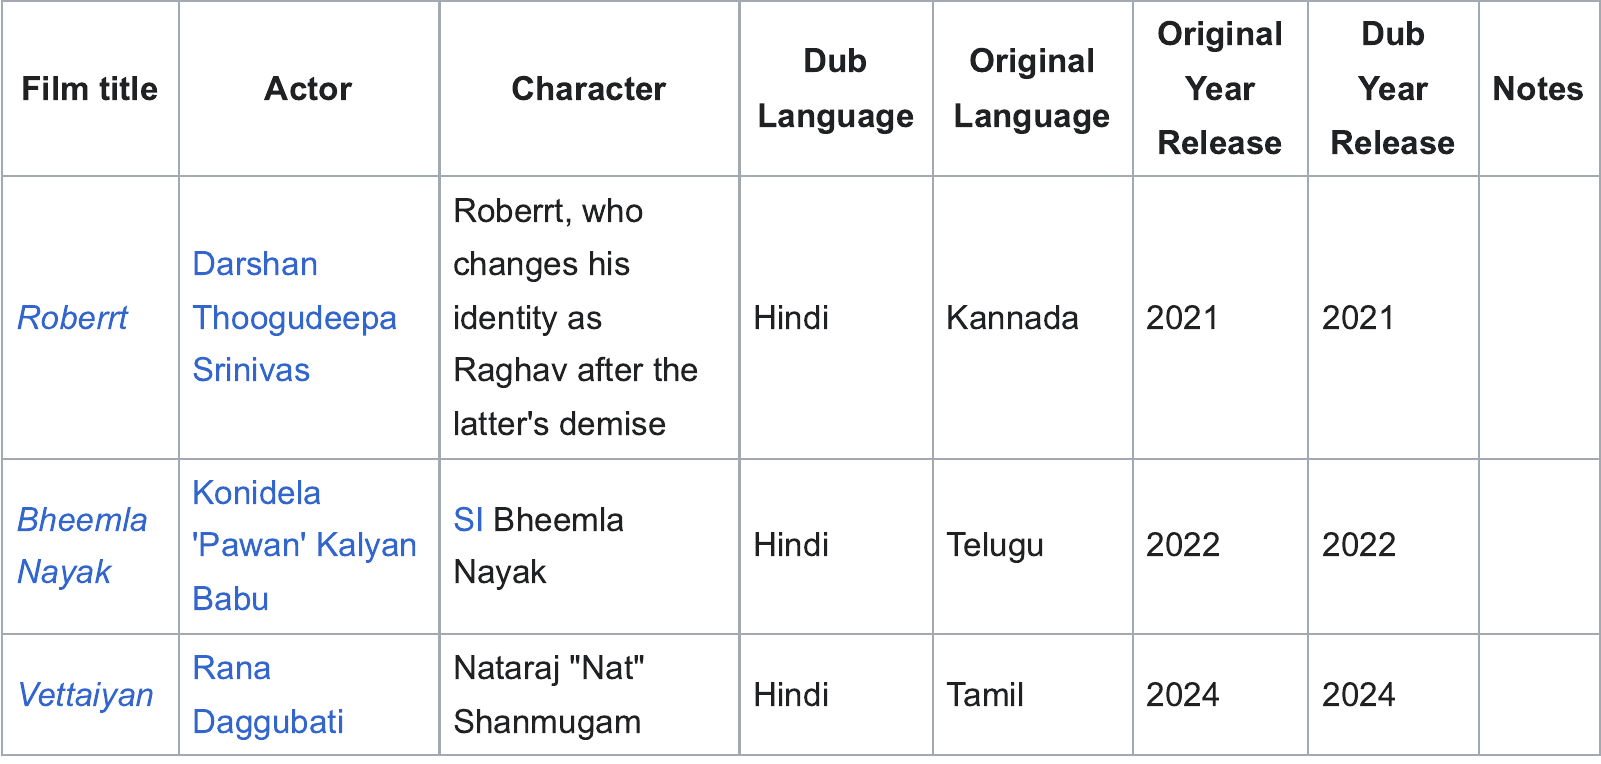 Film title
Actor
Character
Dub
Language
Original
Language
Original
Year
Release
Dub
Year
Release
Notes
Roberrt
Darshan
Thoogudeepa
Srinivas
Roberrt, who
changes his
identity as
Raghav after the
latter's demise
Hindi
Kannada
2021
2021
Bheemla
Nayak
Konidela
'Pawan' Kalyan
Babu
SI Bheemla
Nayak
Hindi
Telugu
2022
2022
Vettaiyan
Rana
Daggubati
Nataraj "Nat"
Shanmugam
Hindi
Tamil
2024
2024